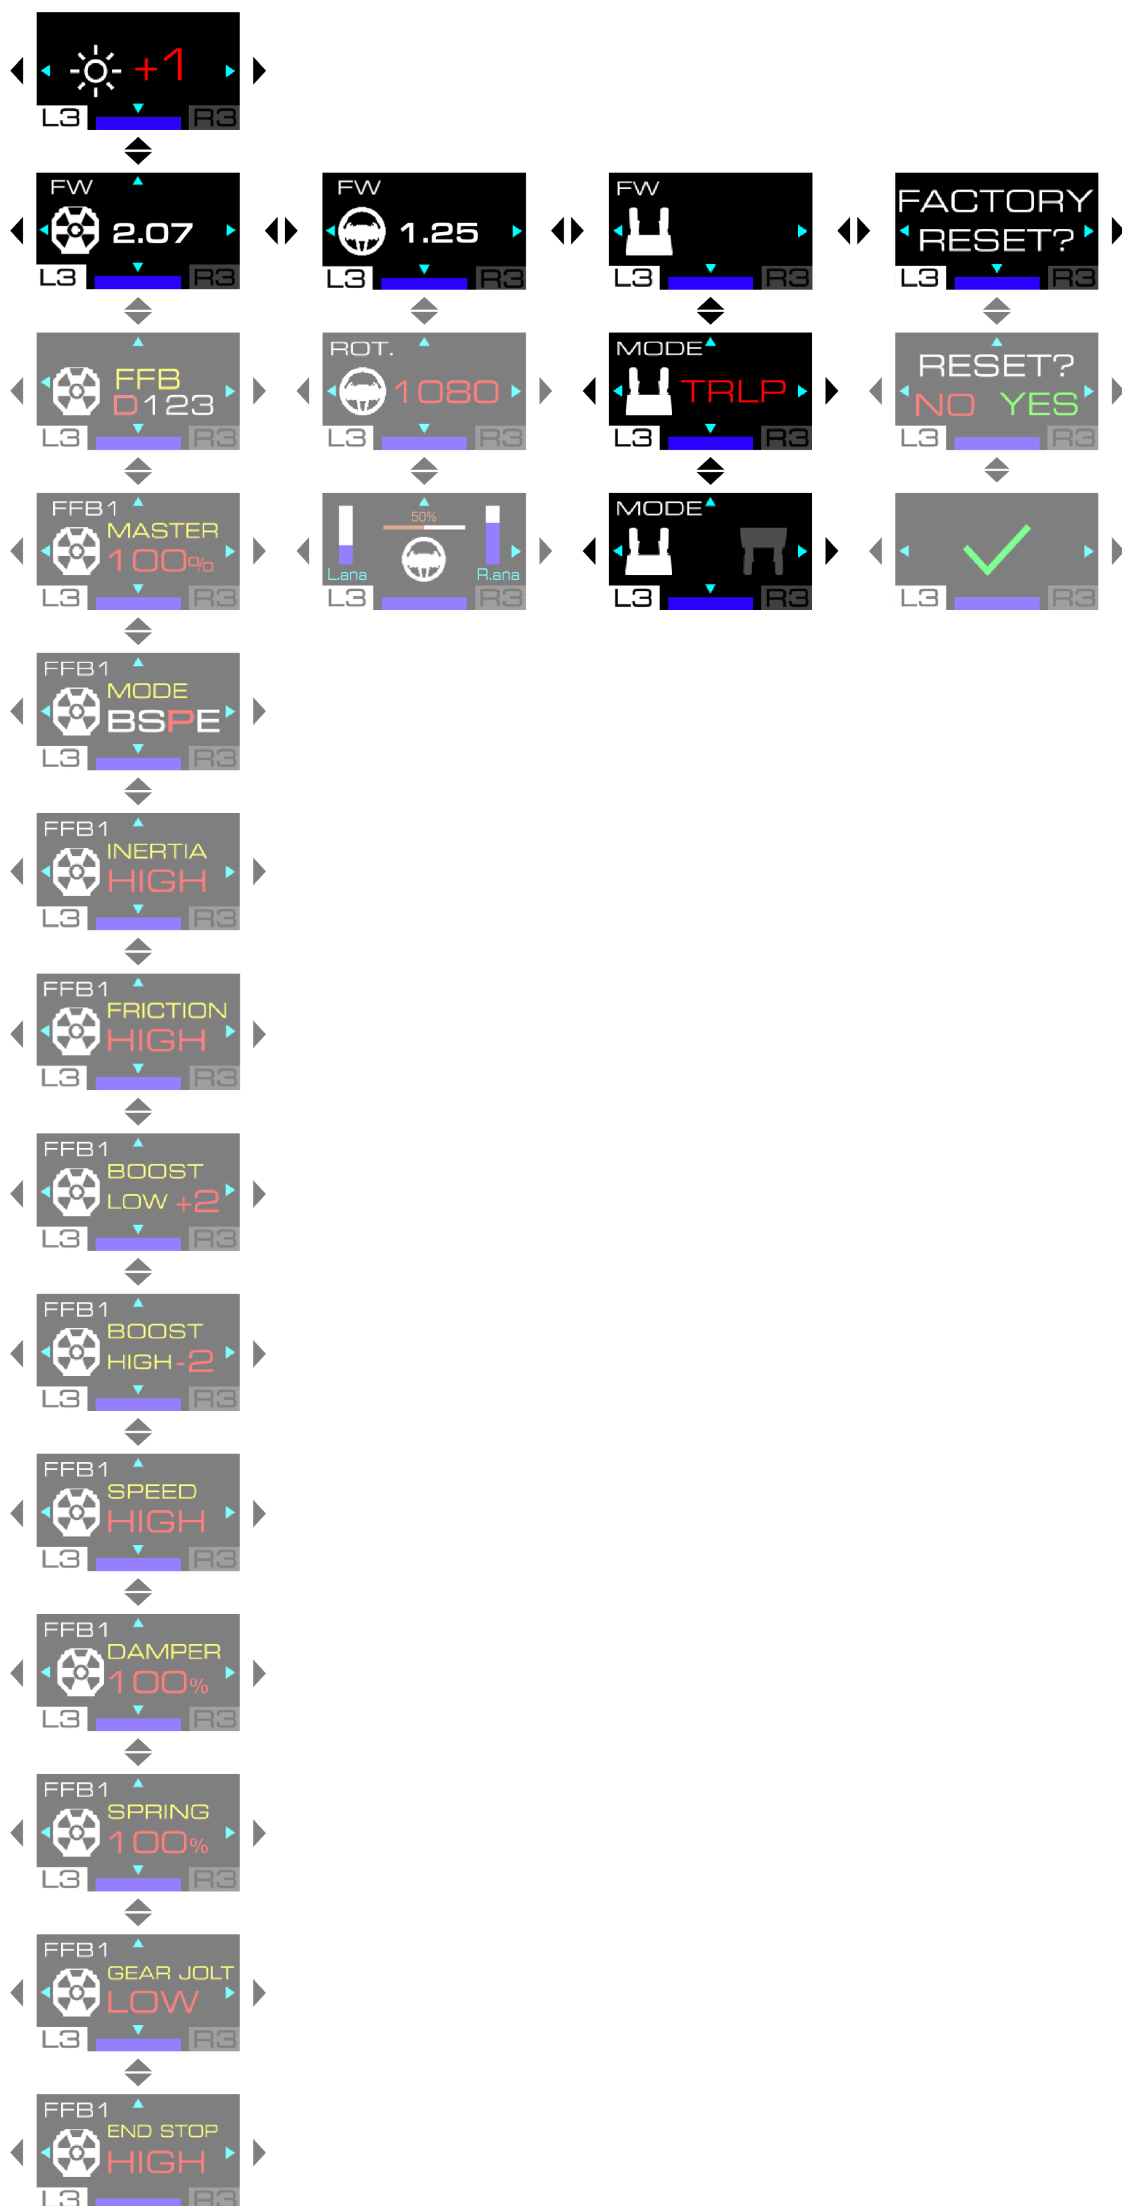 +1
L3 R3
FW
2.07
L3 R3
FW
1.25
L3 R3
FW
L3 R3
FACTORY
RESET?
L3 R3
FFB
D123
L3 R3
ROT.
1080
L3 R3
MODE
TRLP
L3 R3
RESET?
NO YES
L3 R3
FFB1
MASTER
100%
L3 R3
50%
L.ana R.ana
L3 R3
MODE
L3 R3
L3 R3
FFB1
MODE
BSPE
L3 R3
FFB1
INERTIA
HIGH
L3 R3
FFB1
FRICTION
HIGH
L3 R3
FFB1
BOOST
LOW +2
L3 R3
FFB1
BOOST
HIGH -2
L3 R3
FFB1
SPEED
HIGH
L3 R3
FFB1
DAMPER
100%
L3 R3
FFB1
SPRING
100%
L3 R3
FFB1
GEAR JOLT
LOW
L3 R3
FFB1
END STOP
HIGH
L3 R3